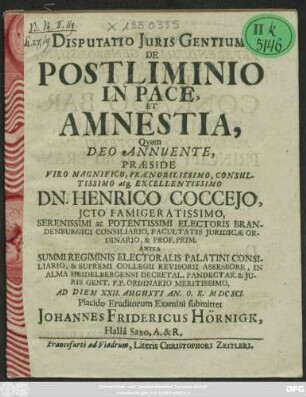 X 1880355
II k
5146
DISPUTATIO JURIS GENTIUM
DE
POSTLIMINIO
IN PACE,
ET
AMNESTIA,
Qvam
DEO ANNUENTE,
PRÆSIDE
VIRO MAGNIFICO, PRÆNOBILISSIMO, CONSUL-
TISSIMO atq; EXCELLENTISSIMO
DN. HENRICO COCCEJO,
JCTO FAMIGERATISSIMO,
SERENISSIMI ac POTENTISSIMI ELECTORIS BRAN-
DENBURGICI CONSILIARIO, FACULTATIS JURIDICÆ OR-
DINARIO, & PROF. PRIM.
ANTEA
SUMMI REGIMINIS ELECTORALIS PALATINI CONSI-
LIARIO, & SUPREMI COLLEGII REVISORII ASSESSORE, IN
ALMA HEIDELBERGENSI DECRETAL. PANDECTAR. & JU-
RIS GENT. P.P. ORDINARIO MERITISSIMO,
AD DIEM XXII. AUGUSTI AN. O. R. MDCXCI.
Placido Eruditorum Examini submittet
JOHANNES FRIDERICUS HÖRNIGK,
Hallâ Saxo, A. & R.
Francofurti ad Viadrum, Literis CHRISTOPHORI ZEITLERI.